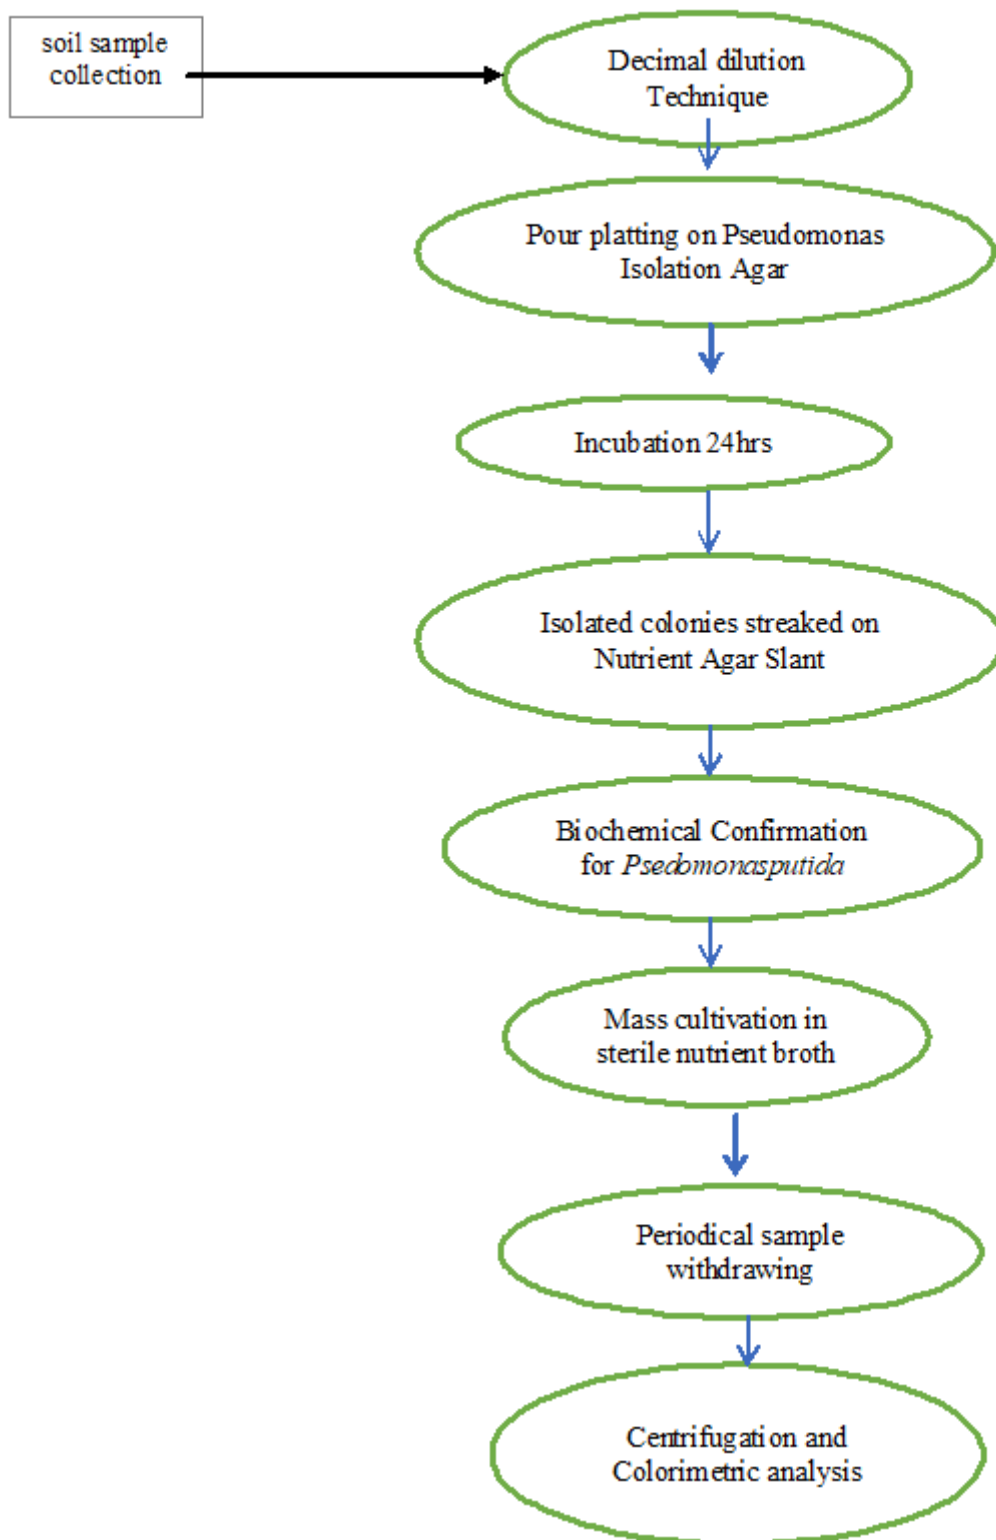 soil sample
collection
Decimal dilution
Technique
Pour platting on Pseudomonas
Isolation Agar
Incubation 24hrs
Isolated colonies streaked on
Nutrient Agar Slant
Biochemical Confirmation
for Psedomonasputida
Mass cultivation in
sterile nutrient broth
Periodical sample
withdrawing
Centrifugation and
Colorimetric analysis